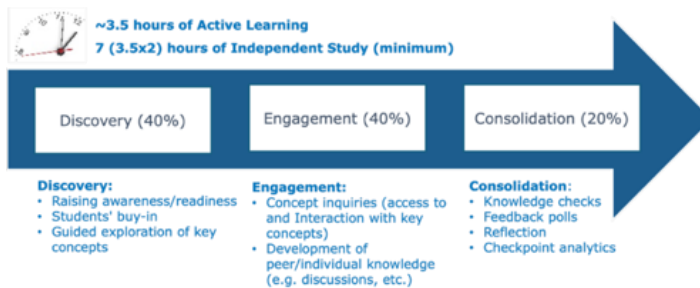 ~3.5 hours of Active Learning
7 (3.5x2) hours of Independent Study (minimum)
Discovery (40%)
Engagement (40%)
Consolidation (20%)
Discovery:
• Raising awareness/readiness
• Students' buy-in
• Guided exploration of key
concepts
Engagement:
• Concept inquiries (access to
and Interaction with key
concepts)
• Development of
peer/individual knowledge
(e.g. discussions, etc.)
Consolidation:
• Knowledge checks
• Feedback polls
• Reflection
• Checkpoint analytics